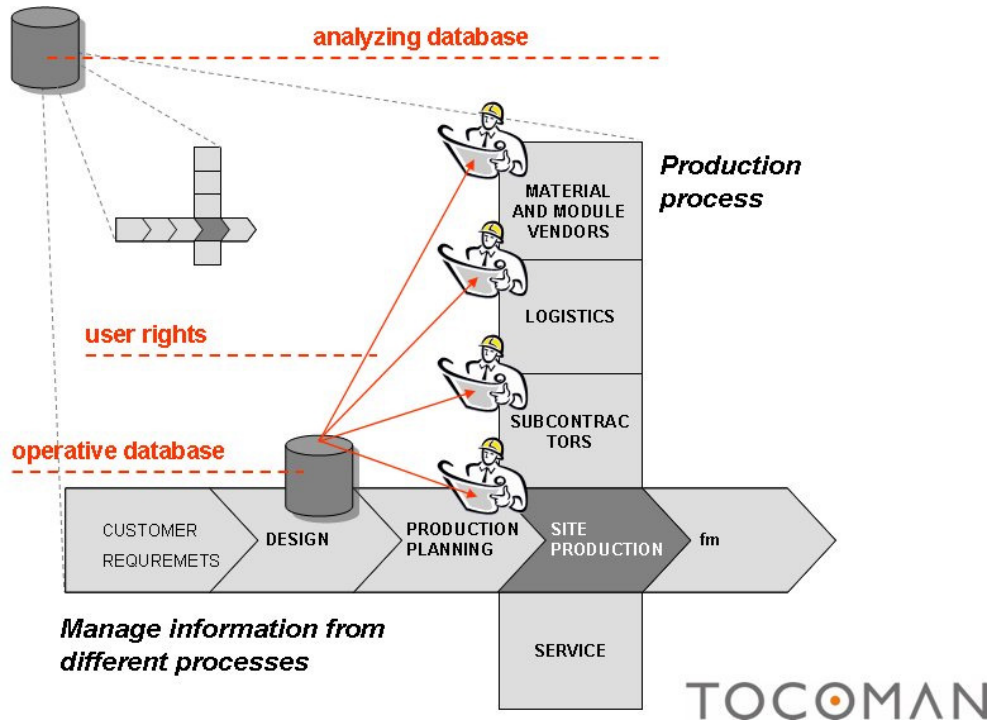 analyzing database
Production
process
MATERIAL
AND MODULE
VENDORS
LOGISTICS
user rights
SUBCONTRAC
TORS
operative database
CUSTOMER
REQUREMETS
DESIGN
PRODUCTION
PLANNING
SITE
PRODUCTION
fm
Manage information from
different processes
SERVICE
TOCOMAN